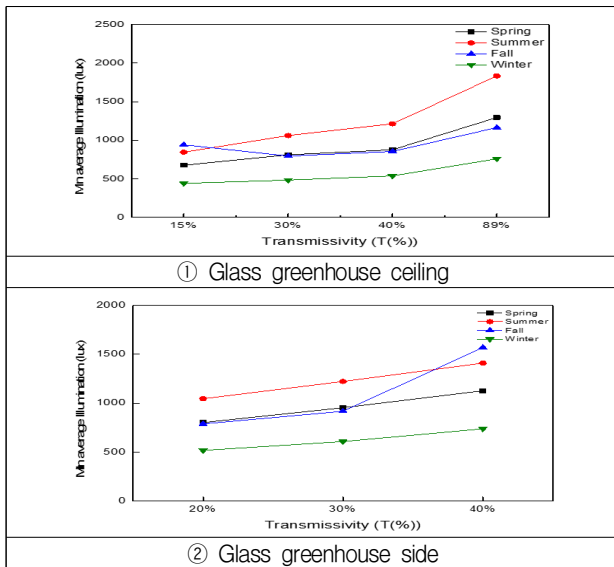 2500
2000
1500
1000
500
0
Min average Illumination (lux)
Spring
Summer
Fall
Winter
15%
30%
40%
89%
Transmissivity (T(%))
① Glass greenhouse ceiling
2000
1500
1000
500
0
Min average Illumination (lux)
Spring
Summer
Fall
Winter
20%
30%
40%
Transmissivity (T(%))
② Glass greenhouse side